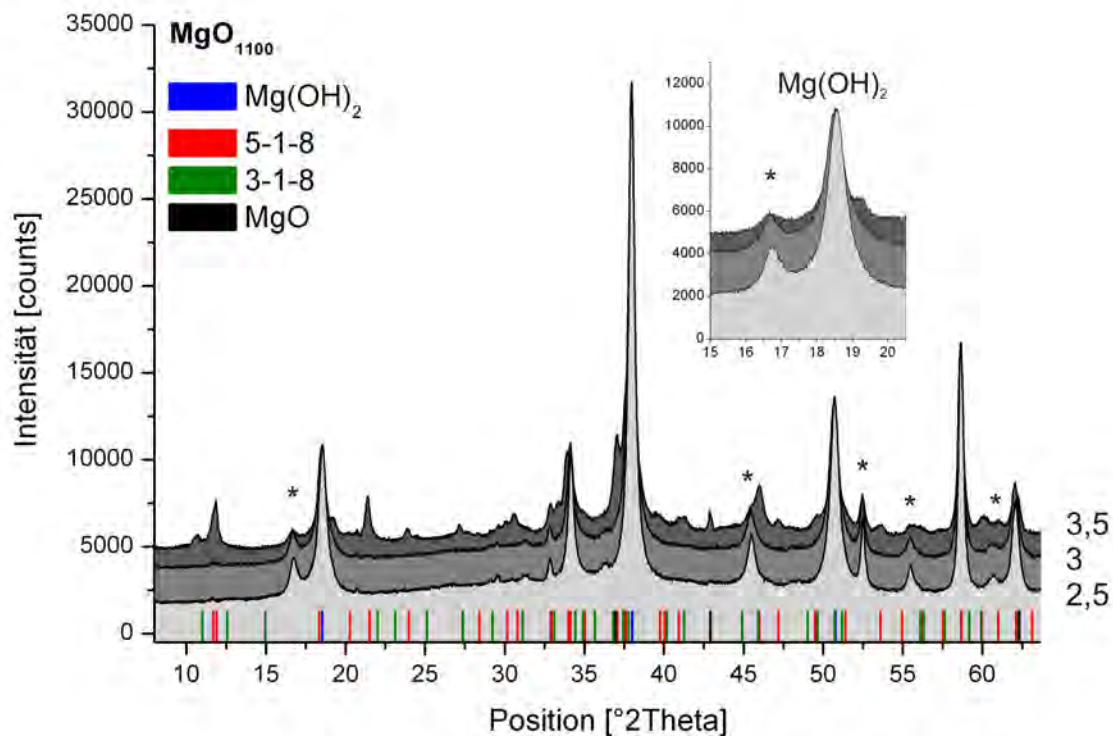 35000
30000
25000
20000
15000
10000
5000
0
Intensität [counts]
MgO₁₁₀₀
Mg(OH)₂
5-1-8
3-1-8
MgO
12000
10000
8000
6000
4000
2000
0
Mg(OH)₂
*
15 16 17 18 19 20
* * * * *
3,5
3
2,5
10 15 20 25 30 35 40 45 50 55 60
Position [°2Theta]